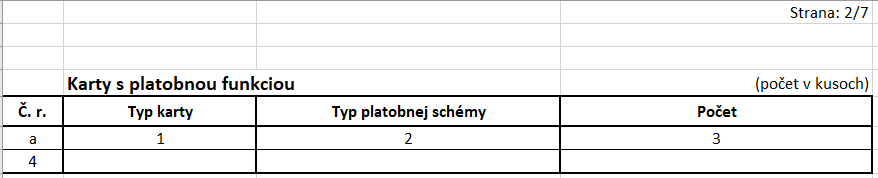 Strana: 2/7
Karty s platobnou funkciou (počet v kusoch)
Č. r. Typ karty Typ platobnej schémy Počet
a 1 2 3
4